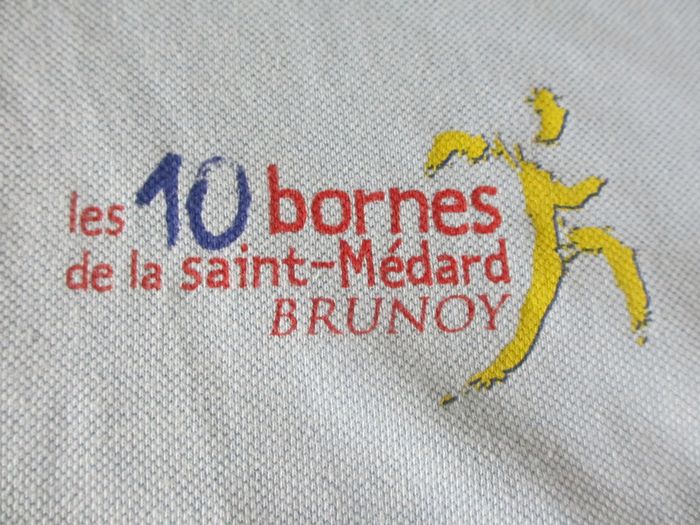 les 10 bornes
de la saint-Médard
BRUNOY